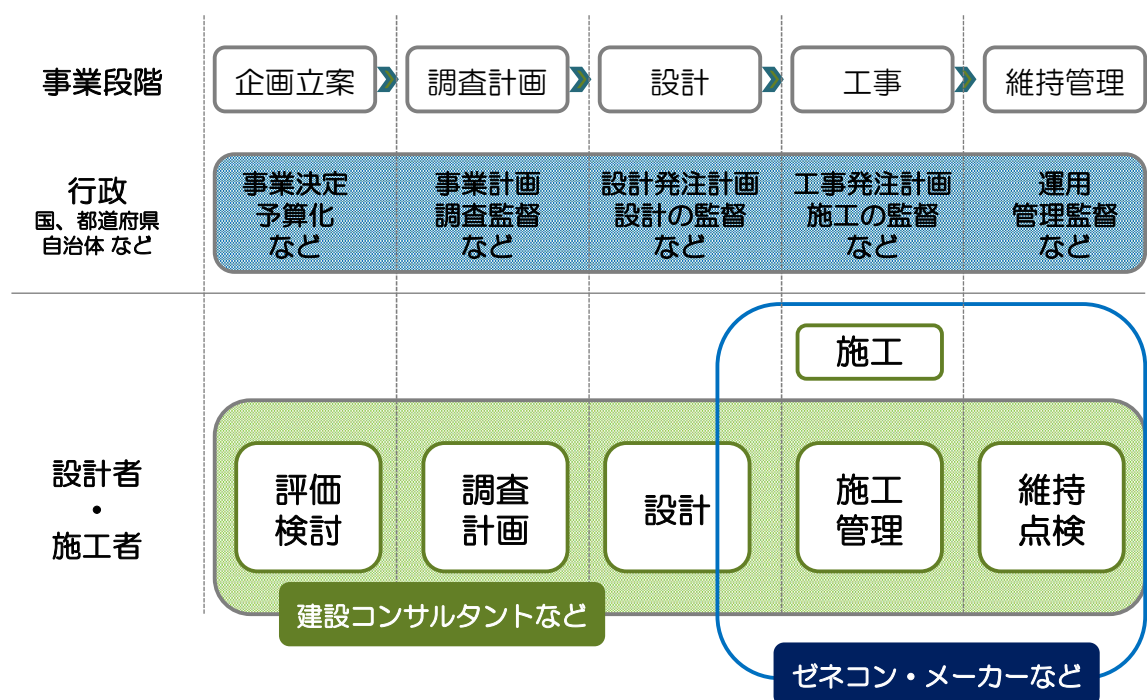 事業段階
企画立案
調査計画
設計
工事
維持管理
行政
国、都道府県
自治体 など
事業決定
予算化
など
事業計画
調査監督
など
設計発注計画
設計の監督
など
工事発注計画
施工の監督
など
運用
管理監督
など
設計者
・
施工者
施工
評価
検討
調査
計画
設計
施工
管理
維持
点検
建設コンサルタントなど
ゼネコン・メーカーなど